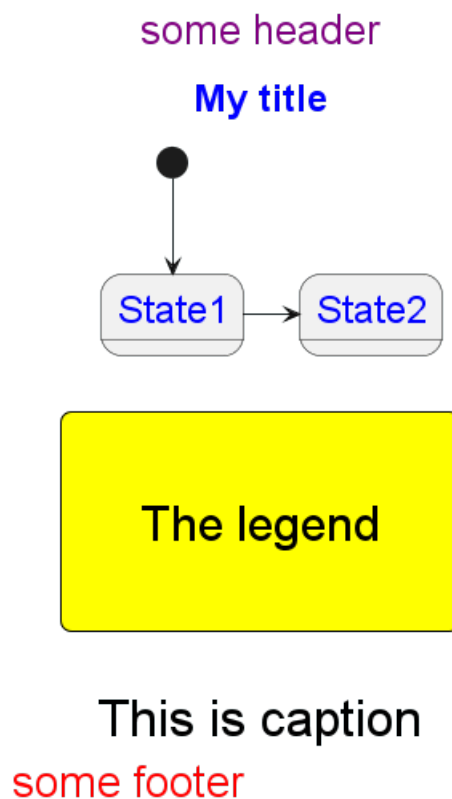 some header
My title
State1
State2
The legend
This is caption
some footer